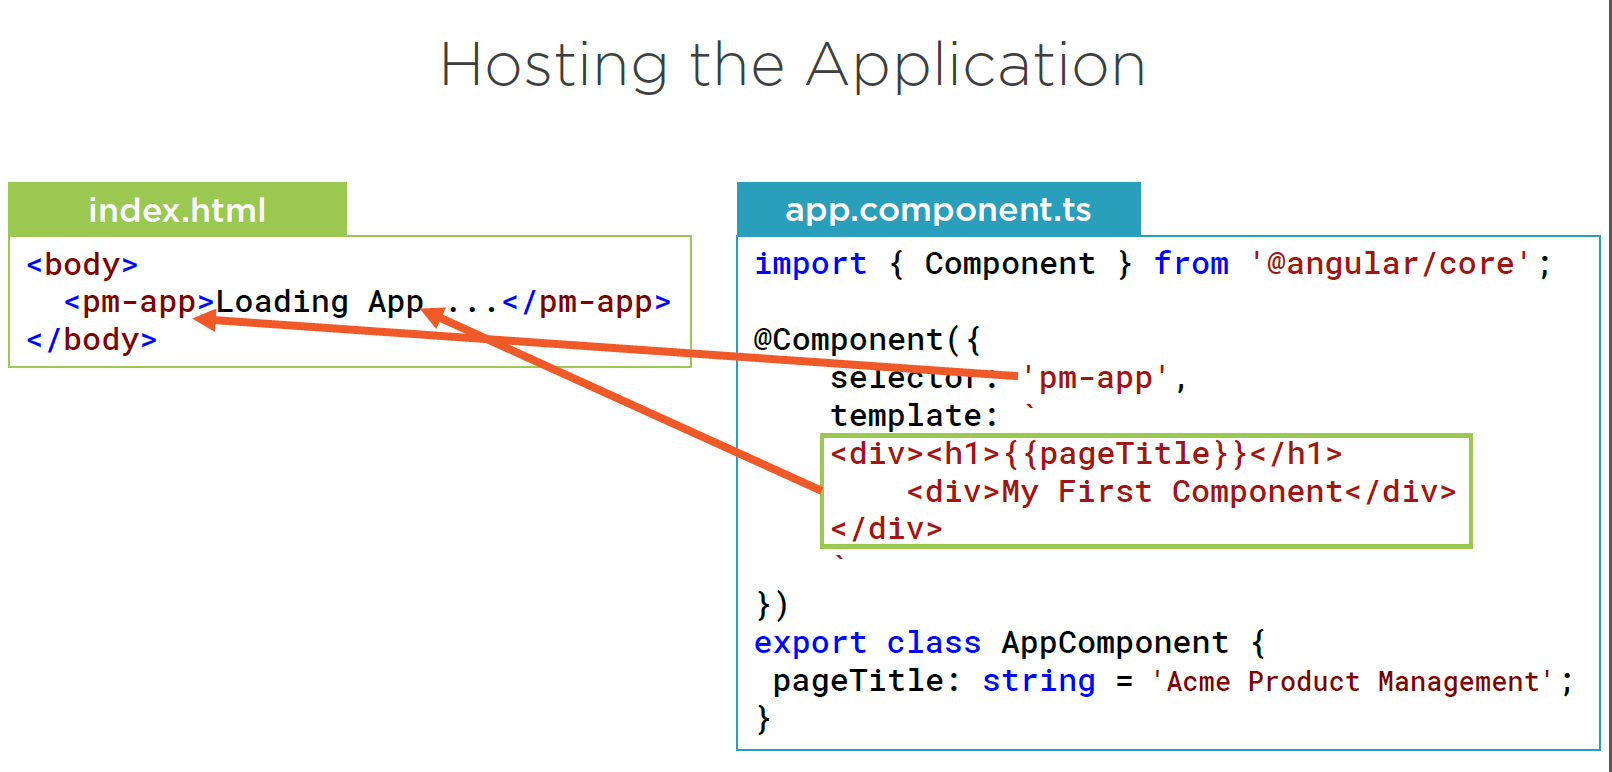 Hosting the Application
index.html
<body>
  <pm-app>Loading App ...</pm-app>
</body>
app.component.ts
import { Component } from '@angular/core';
@Component({
    selector: 'pm-app',
    template: `
<div><h1>{{pageTitle}}</h1>
    <div>My First Component</div>
</div>
    `
})
export class AppComponent {
 pageTitle: string = 'Acme Product Management';
}